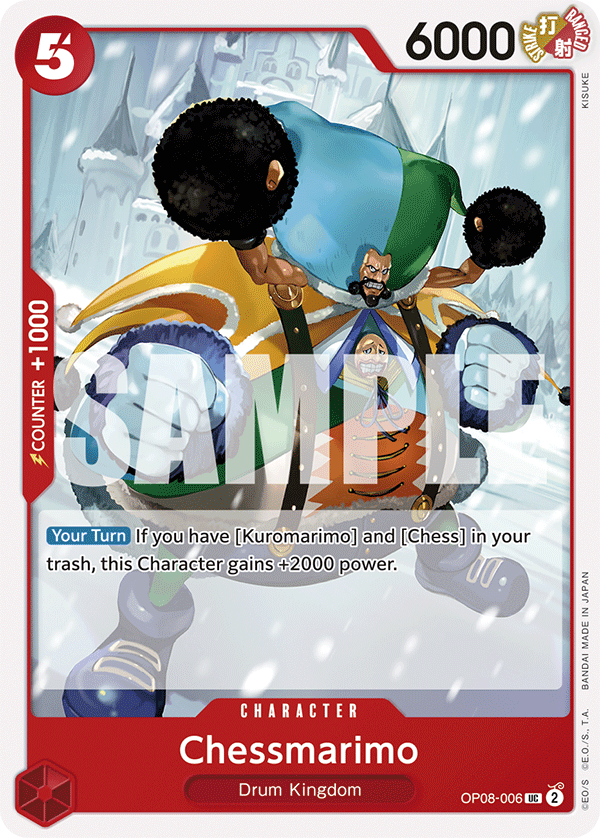 5
6000
STRIKE 打
射 RANGED
KISUKE
COUNTER +1000
SAMPLE
Your Turn If you have [Kuromarimo] and [Chess] in your
trash, this Character gains +2000 power.
CHARACTER
Chessmarimo
Drum Kingdom
OP08-006 UC 2
©EO/S ©E.O./S., T.A. BANDAI MADE IN JAPAN